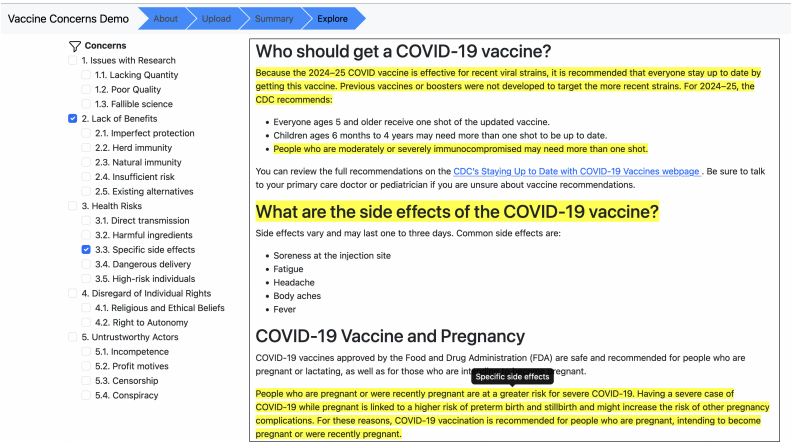 Vaccine Concerns Demo
About
Upload
Summary
Explore
Concerns
1. Issues with Research
1.1. Lacking Quantity
1.2. Poor Quality
1.3. Fallible science
2. Lack of Benefits
2.1. Imperfect protection
2.2. Herd immunity
2.3. Natural immunity
2.4. Insufficient risk
2.5. Existing alternatives
3. Health Risks
3.1. Direct transmission
3.2. Harmful ingredients
3.3. Specific side effects
3.4. Dangerous delivery
3.5. High-risk individuals
4. Disregard of Individual Rights
4.1. Religious and Ethical Beliefs
4.2. Right to Autonomy
5. Untrustworthy Actors
5.1. Incompetence
5.2. Profit motives
5.3. Censorship
5.4. Conspiracy
Who should get a COVID-19 vaccine?
Because the 2024–25 COVID vaccine is effective for recent viral strains, it is recommended that everyone stay up to date by
getting this vaccine. Previous vaccines or boosters were not developed to target the more recent strains. For 2024–25, the
CDC recommends:
• Everyone ages 5 and older receive one shot of the updated vaccine.
• Children ages 6 months to 4 years may need more than one shot to be up to date.
• People who are moderately or severely immunocompromised may need more than one shot.
You can review the full recommendations on the CDC's Staying Up to Date with COVID-19 Vaccines webpage . Be sure to talk
to your primary care doctor or pediatrician if you are unsure about vaccine recommendations.
What are the side effects of the COVID-19 vaccine?
Side effects vary and may last one to three days. Common side effects are:
• Soreness at the injection site
• Fatigue
• Headache
• Body aches
• Fever
COVID-19 Vaccine and Pregnancy
COVID-19 vaccines approved by the Food and Drug Administration (FDA) are safe and recommended for people who are
pregnant or lactating, as well as for those who are
Specific side effects
People who are pregnant or were recently pregnant are at a greater risk for severe COVID-19. Having a severe case of
COVID-19 while pregnant is linked to a higher risk of preterm birth and stillbirth and might increase the risk of other pregnancy
complications. For these reasons, COVID-19 vaccination is recommended for people who are pregnant, intending to become
pregnant or were recently pregnant.